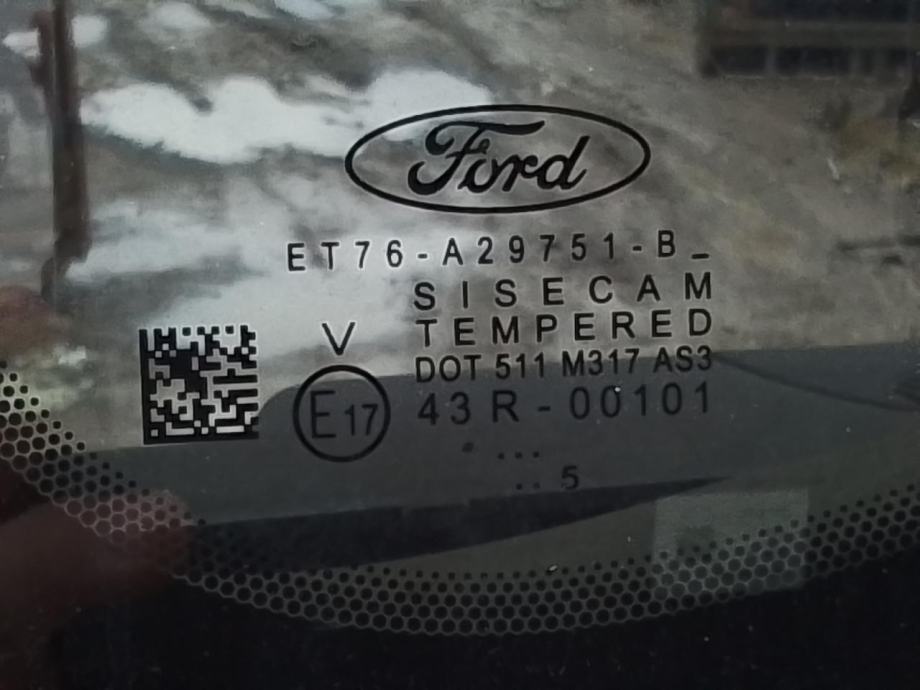 Ford
ET76-A29751-B_
SISECAM
V TEMPERED
DOT 511 M317 AS3
E17 43R-00101
...
.. 5